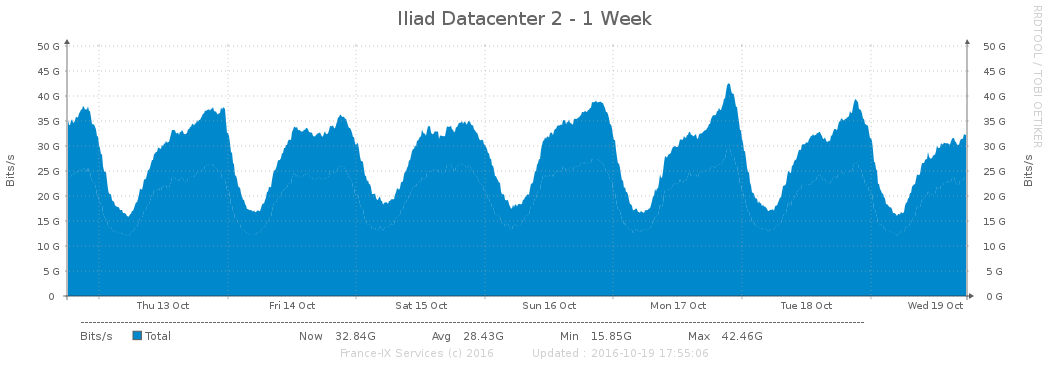 Iliad Datacenter 2 - 1 Week
RRDTOOL / TOBI OETIKER
Bits/s
50 G
45 G
40 G
35 G
30 G
25 G
20 G
15 G
10 G
5 G
0
50 G
45 G
40 G
35 G
30 G
25 G
20 G
15 G
10 G
5 G
0 G
Bits/s
Thu 13 Oct Fri 14 Oct Sat 15 Oct Sun 16 Oct Mon 17 Oct Tue 18 Oct Wed 19 Oct
Bits/s Total Now 32.84G Avg 28.43G Min 15.85G Max 42.46G
France-IX Services (c) 2016 Updated : 2016-10-19 17:55:06